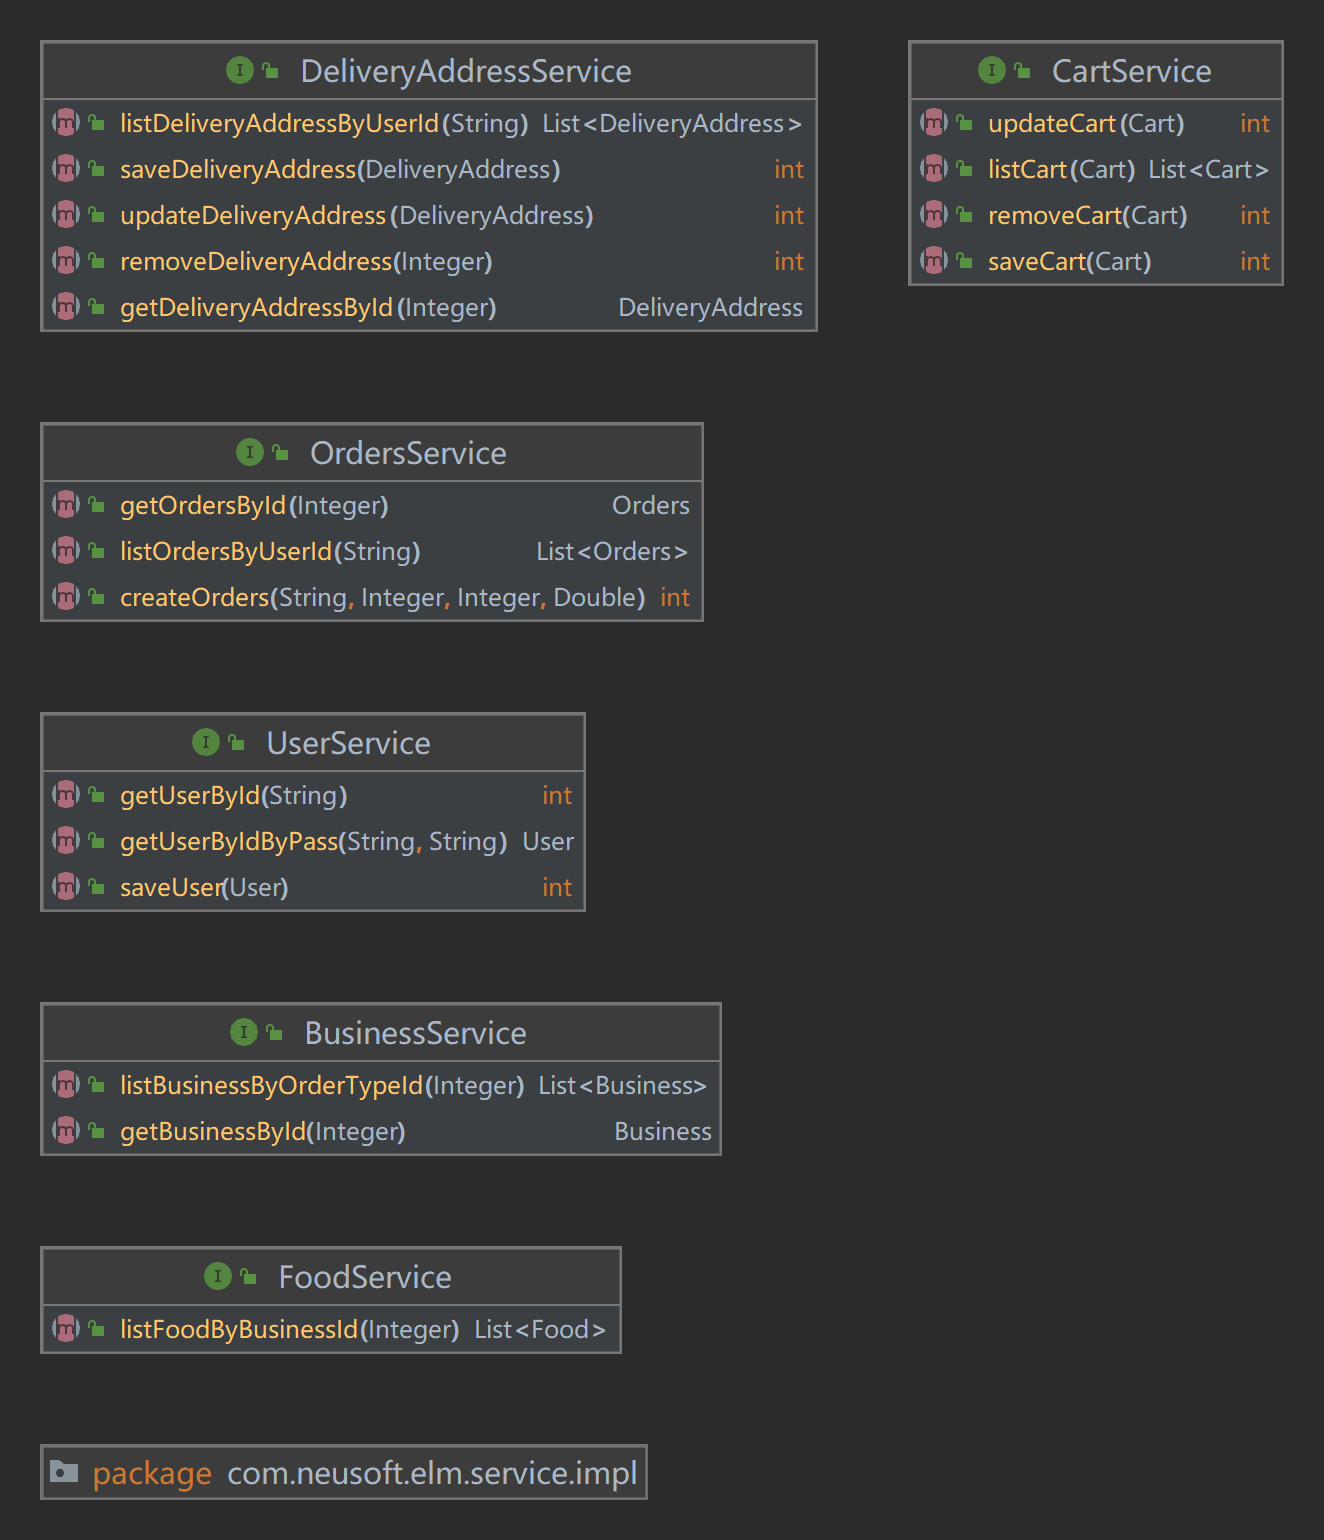 DeliveryAddressService
listDeliveryAddressByUserId(String) List<DeliveryAddress>
saveDeliveryAddress(DeliveryAddress) int
updateDeliveryAddress(DeliveryAddress) int
removeDeliveryAddress(Integer) int
getDeliveryAddressById(Integer) DeliveryAddress
CartService
updateCart(Cart) int
listCart(Cart) List<Cart>
removeCart(Cart) int
saveCart(Cart) int
OrdersService
getOrdersById(Integer) Orders
listOrdersByUserId(String) List<Orders>
createOrders(String, Integer, Integer, Double) int
UserService
getUserById(String) int
getUserByIdByPass(String, String) User
saveUser(User) int
BusinessService
listBusinessByOrderTypeId(Integer) List<Business>
getBusinessById(Integer) Business
FoodService
listFoodByBusinessId(Integer) List<Food>
package com.neusoft.elm.service.impl